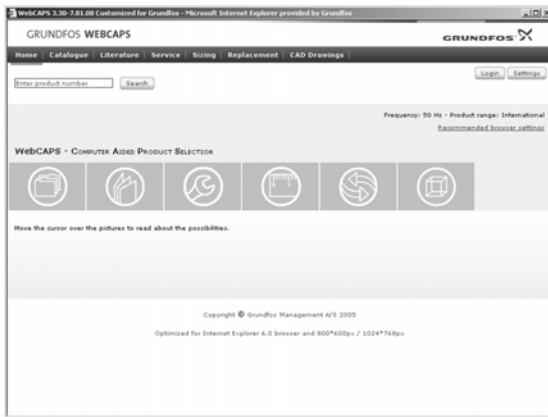 WebCAPS 3.30-7.01.00 Customized for Grundfos - Microsoft Internet Explorer provided by Grundfos
GRUNDFOS WEBCAPS
GRUNDFOS
Home Catalogue Literature Service Sizing Replacement CAD Drawings
Login Settings
Enter product number Search
Frequency: 50 Hz - Product range: International
Recommended browser settings
WebCAPS - Computer Aided Product Selection
Move the cursor over the pictures to read about the possibilities.
Copyright © Grundfos Management A/S 2005
Optimised for Internet Explorer 6.0 browser and 800*600px / 1024*768px